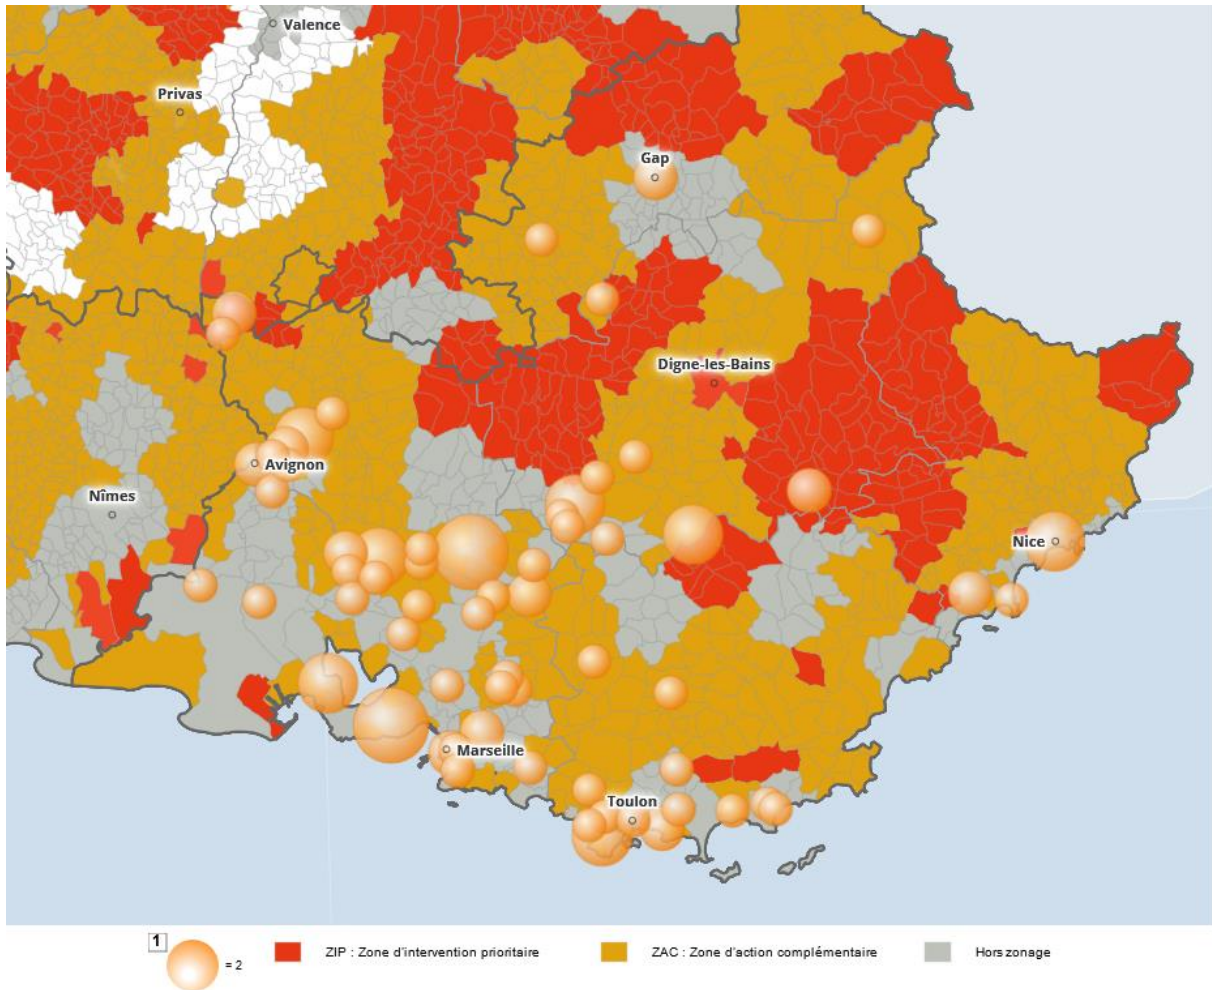 Valence
Privas
Gap
Digne-les-Bains
Avignon
Nîmes
Nice
Marseille
Toulon
1
= 2
ZIP : Zone d'intervention prioritaire
ZAC : Zone d'action complémentaire
Hors zonage